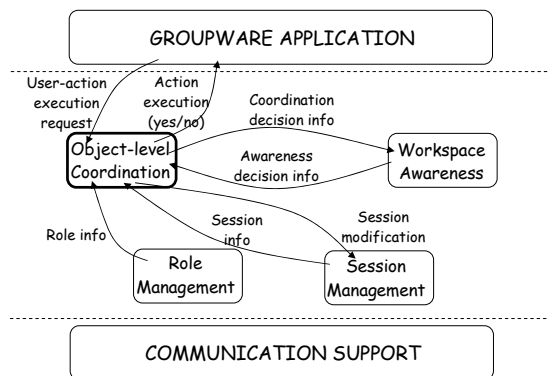 GROUPWARE APPLICATION
User-action
execution
request
Action
execution
(yes/no)
Coordination
decision info
Object-level
Coordination
Awareness
decision info
Workspace
Awareness
Role info
Session
info
Session
modification
Role
Management
Session
Management
COMMUNICATION SUPPORT